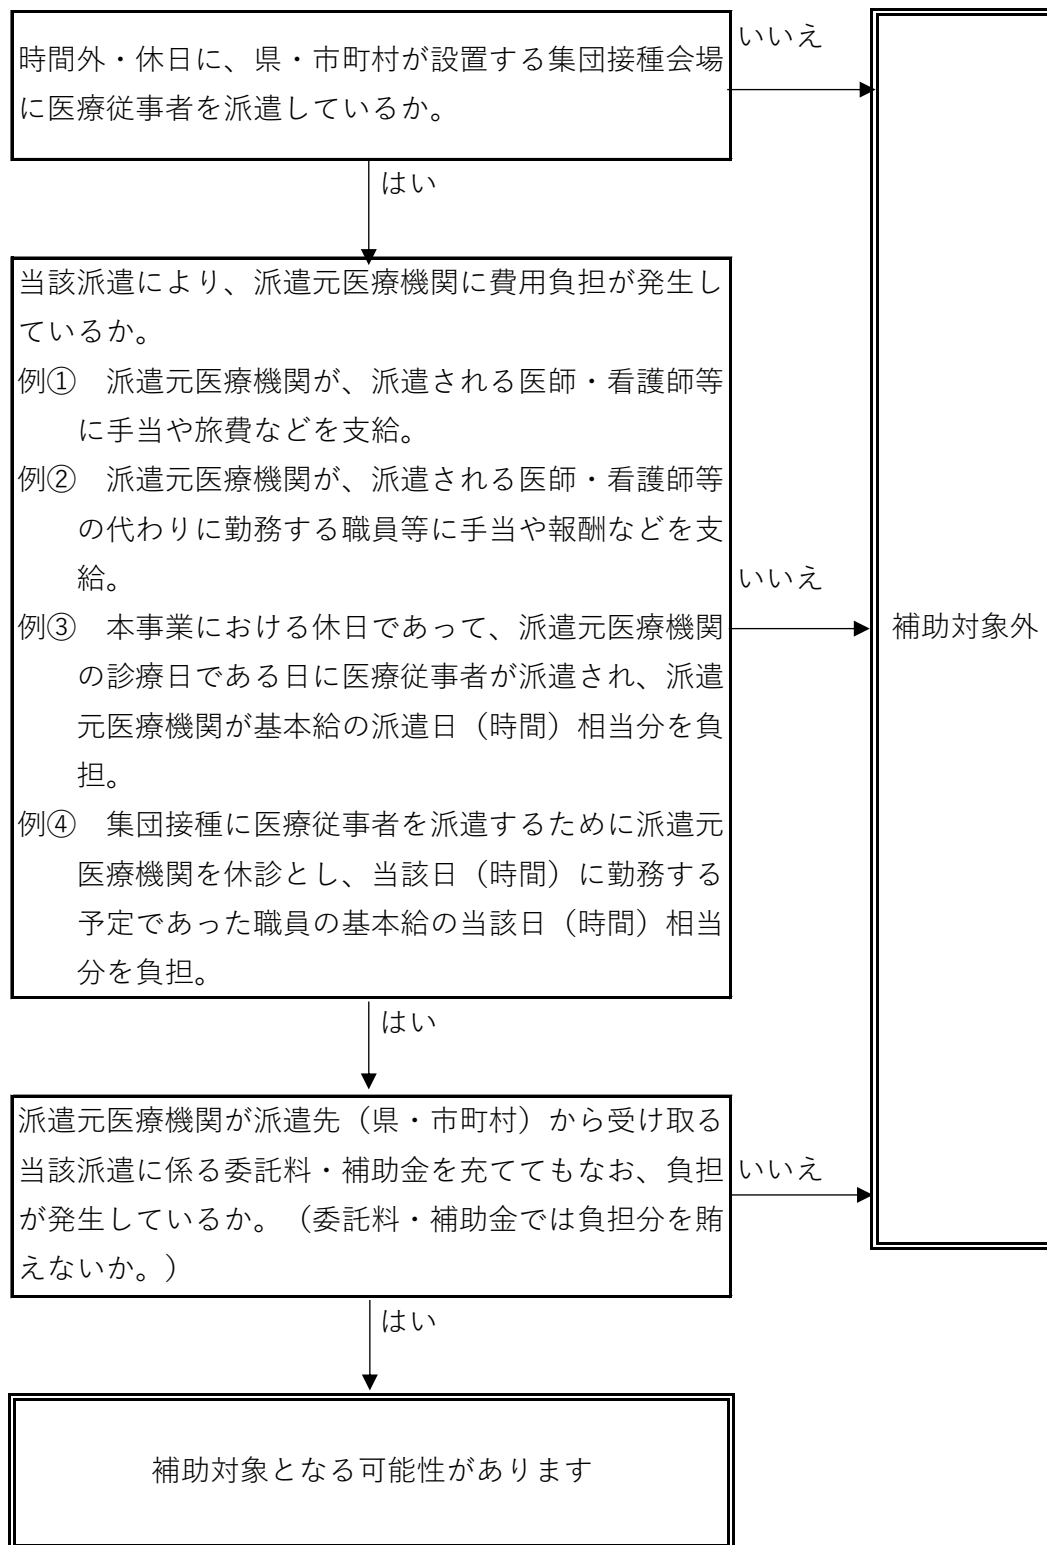 時間外・休日に、県・市町村が設置する集団接種会場
に医療従事者を派遣しているか。
いいえ
はい
当該派遣により、派遣元医療機関に費用負担が発生し
ているか。
例①　派遣元医療機関が、派遣される医師・看護師等
に手当や旅費などを支給。
例②　派遣元医療機関が、派遣される医師・看護師等
の代わりに勤務する職員等に手当や報酬などを支
給。
例③　本事業における休日であって、派遣元医療機関
の診療日である日に医療従事者が派遣され、派遣
元医療機関が基本給の派遣日（時間）相当分を負
担。
例④　集団接種に医療従事者を派遣するために派遣元
医療機関を休診とし、当該日（時間）に勤務する
予定であった職員の基本給の当該日（時間）相当
分を負担。
いいえ
補助対象外
はい
派遣元医療機関が派遣先（県・市町村）から受け取る
当該派遣に係る委託料・補助金を充ててもなお、負担
が発生しているか。（委託料・補助金では負担分を賄
えないか。）
いいえ
はい
補助対象となる可能性があります